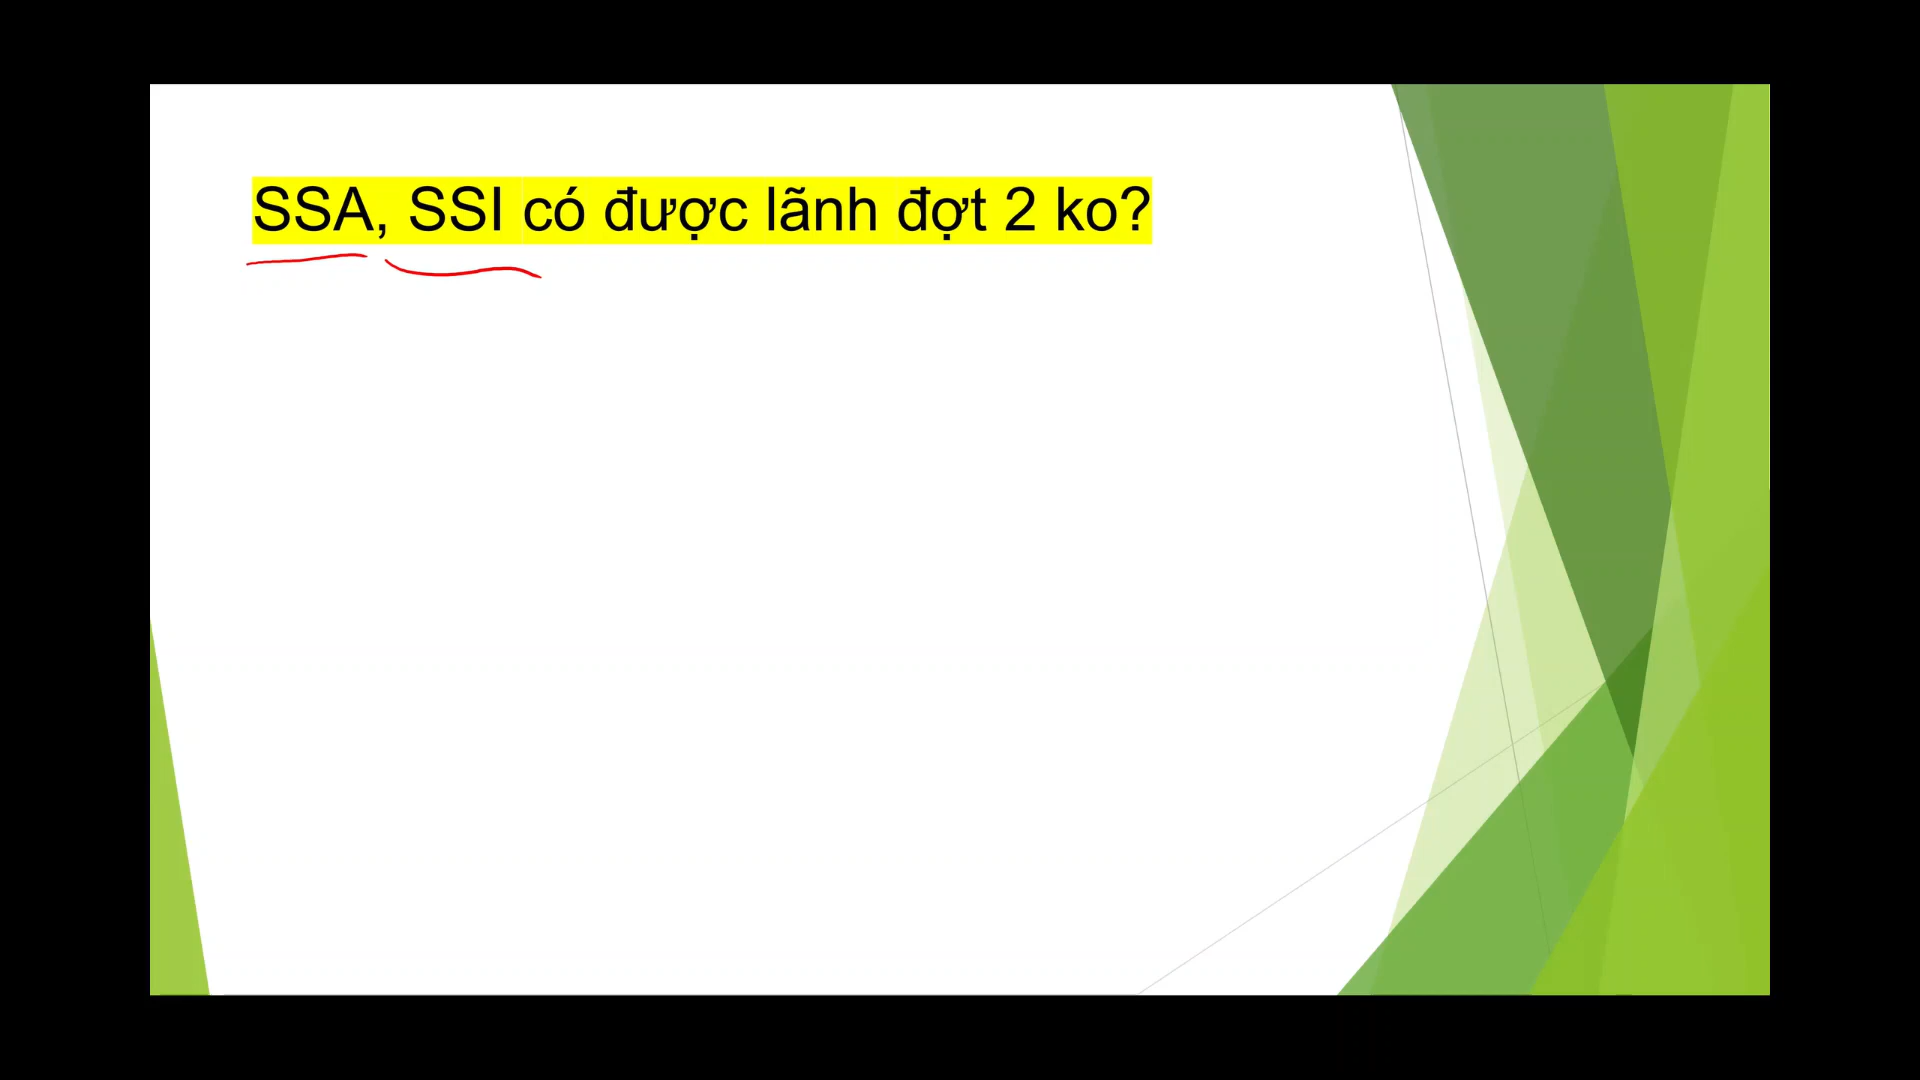 SSA, SSI có được lãnh đợt 2 ko?